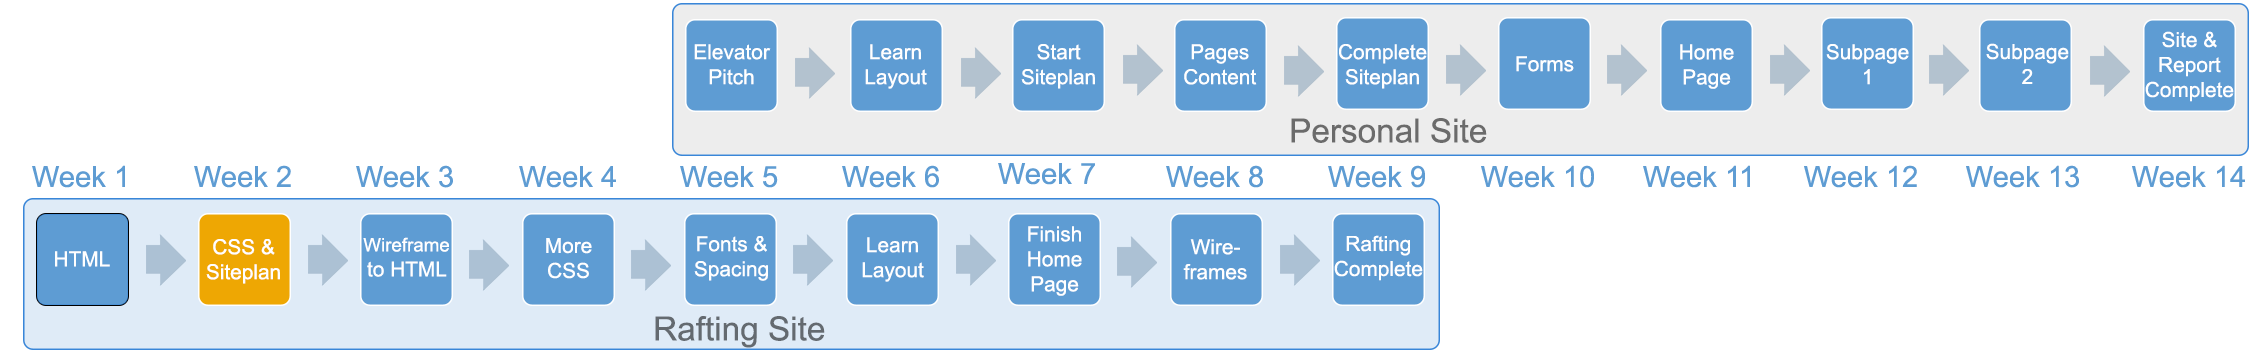 Elevator
Pitch
Learn
Layout
Start
Siteplan
Pages
Content
Complete
Siteplan
Forms
Home
Page
Subpage
1
Subpage
2
Site &
Report
Complete
Personal Site
Week 1
Week 2
Week 3
Week 4
Week 5
Week 6
Week 7
Week 8
Week 9
Week 10
Week 11
Week 12
Week 13
Week 14
HTML
CSS &
Siteplan
Wireframe
to HTML
More
CSS
Fonts &
Spacing
Learn
Layout
Finish
Home
Page
Wire-
frames
Rafting
Complete
Rafting Site